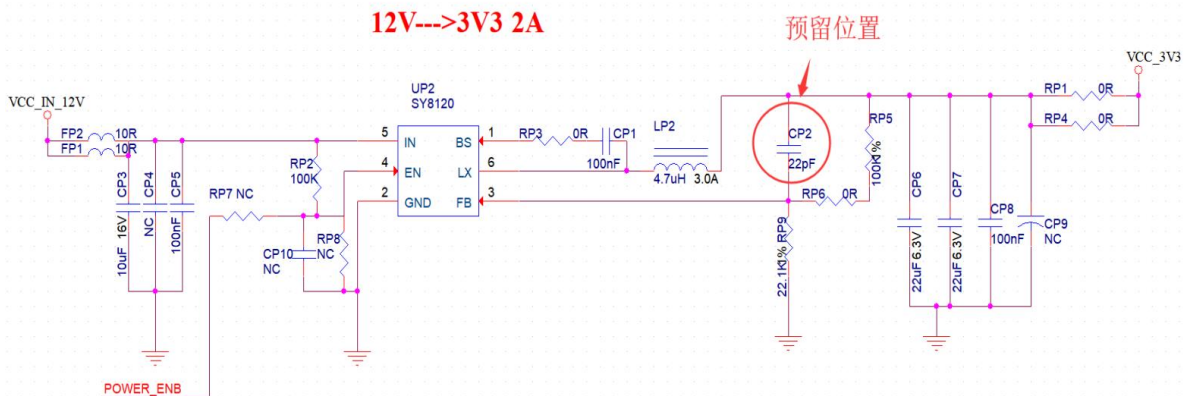 12V--->3V3 2A
预留位置
VCC_IN_12V
FP2 10R
FP1 10R
CP3
10uF 16V
CP4
NC
CP5
100nF
RP7 NC
RP2
100K
CP10
NC
RP8
NC
POWER_ENB
UP2
SY8120
5 IN
4 EN
2 GND
BS 1
LX 6
FB 3
RP3 0R
CP1
100nF
LP2
4.7uH 3.0A
CP2
22pF
RP5
100K 1%
RP6 0R
RP9
22.1K 1%
CP6
22uF 6.3V
CP7
22uF 6.3V
CP8
100nF
CP9
NC
RP1 0R
RP4 0R
VCC_3V3